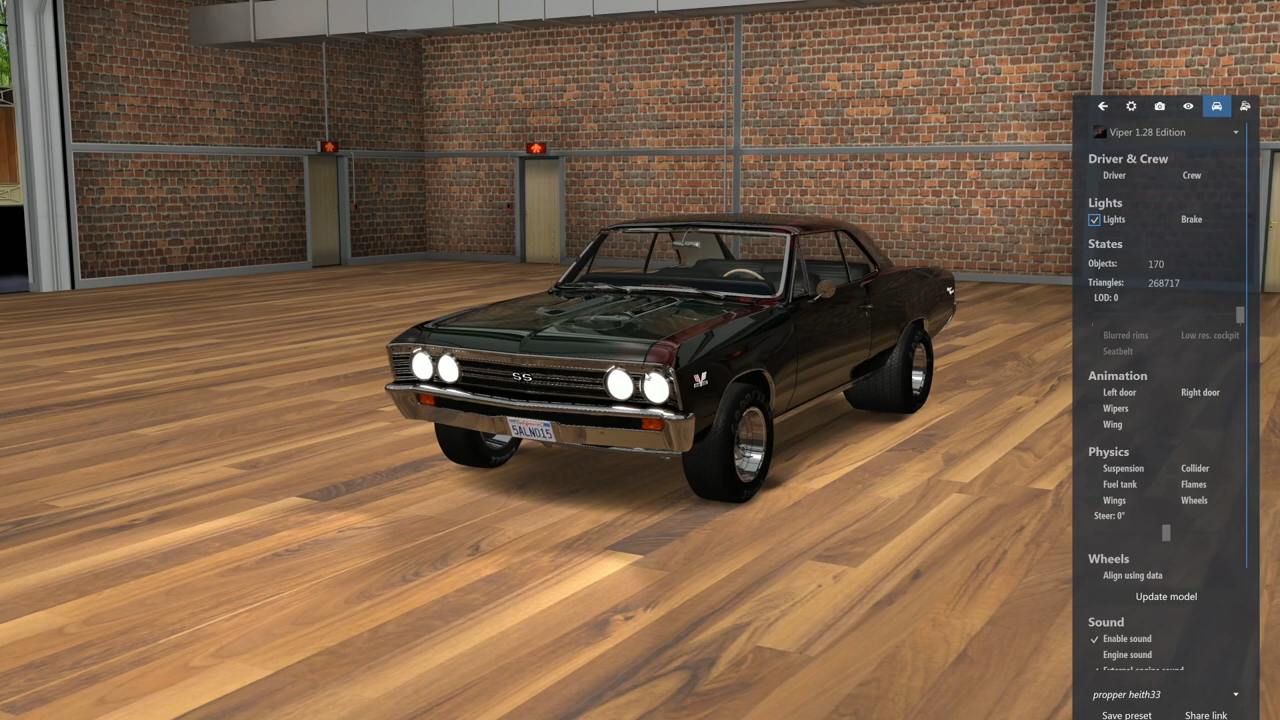 Viper 1.28 Edition
Driver & Crew
Driver Crew
Lights
Lights Brake
States
Objects: 170
Triangles: 268717
LOD: 0
Blurred rims Low res. cockpit
Seatbelt
Animation
Left door Right door
Wipers
Wing
Physics
Suspension Collider
Fuel tank Flames
Wings Wheels
Steer: 0°
Wheels
Align using data
Update model
Sound
Enable sound
Engine sound
External engine sound
propper heith33
Save preset Share link
SS
5ALN015